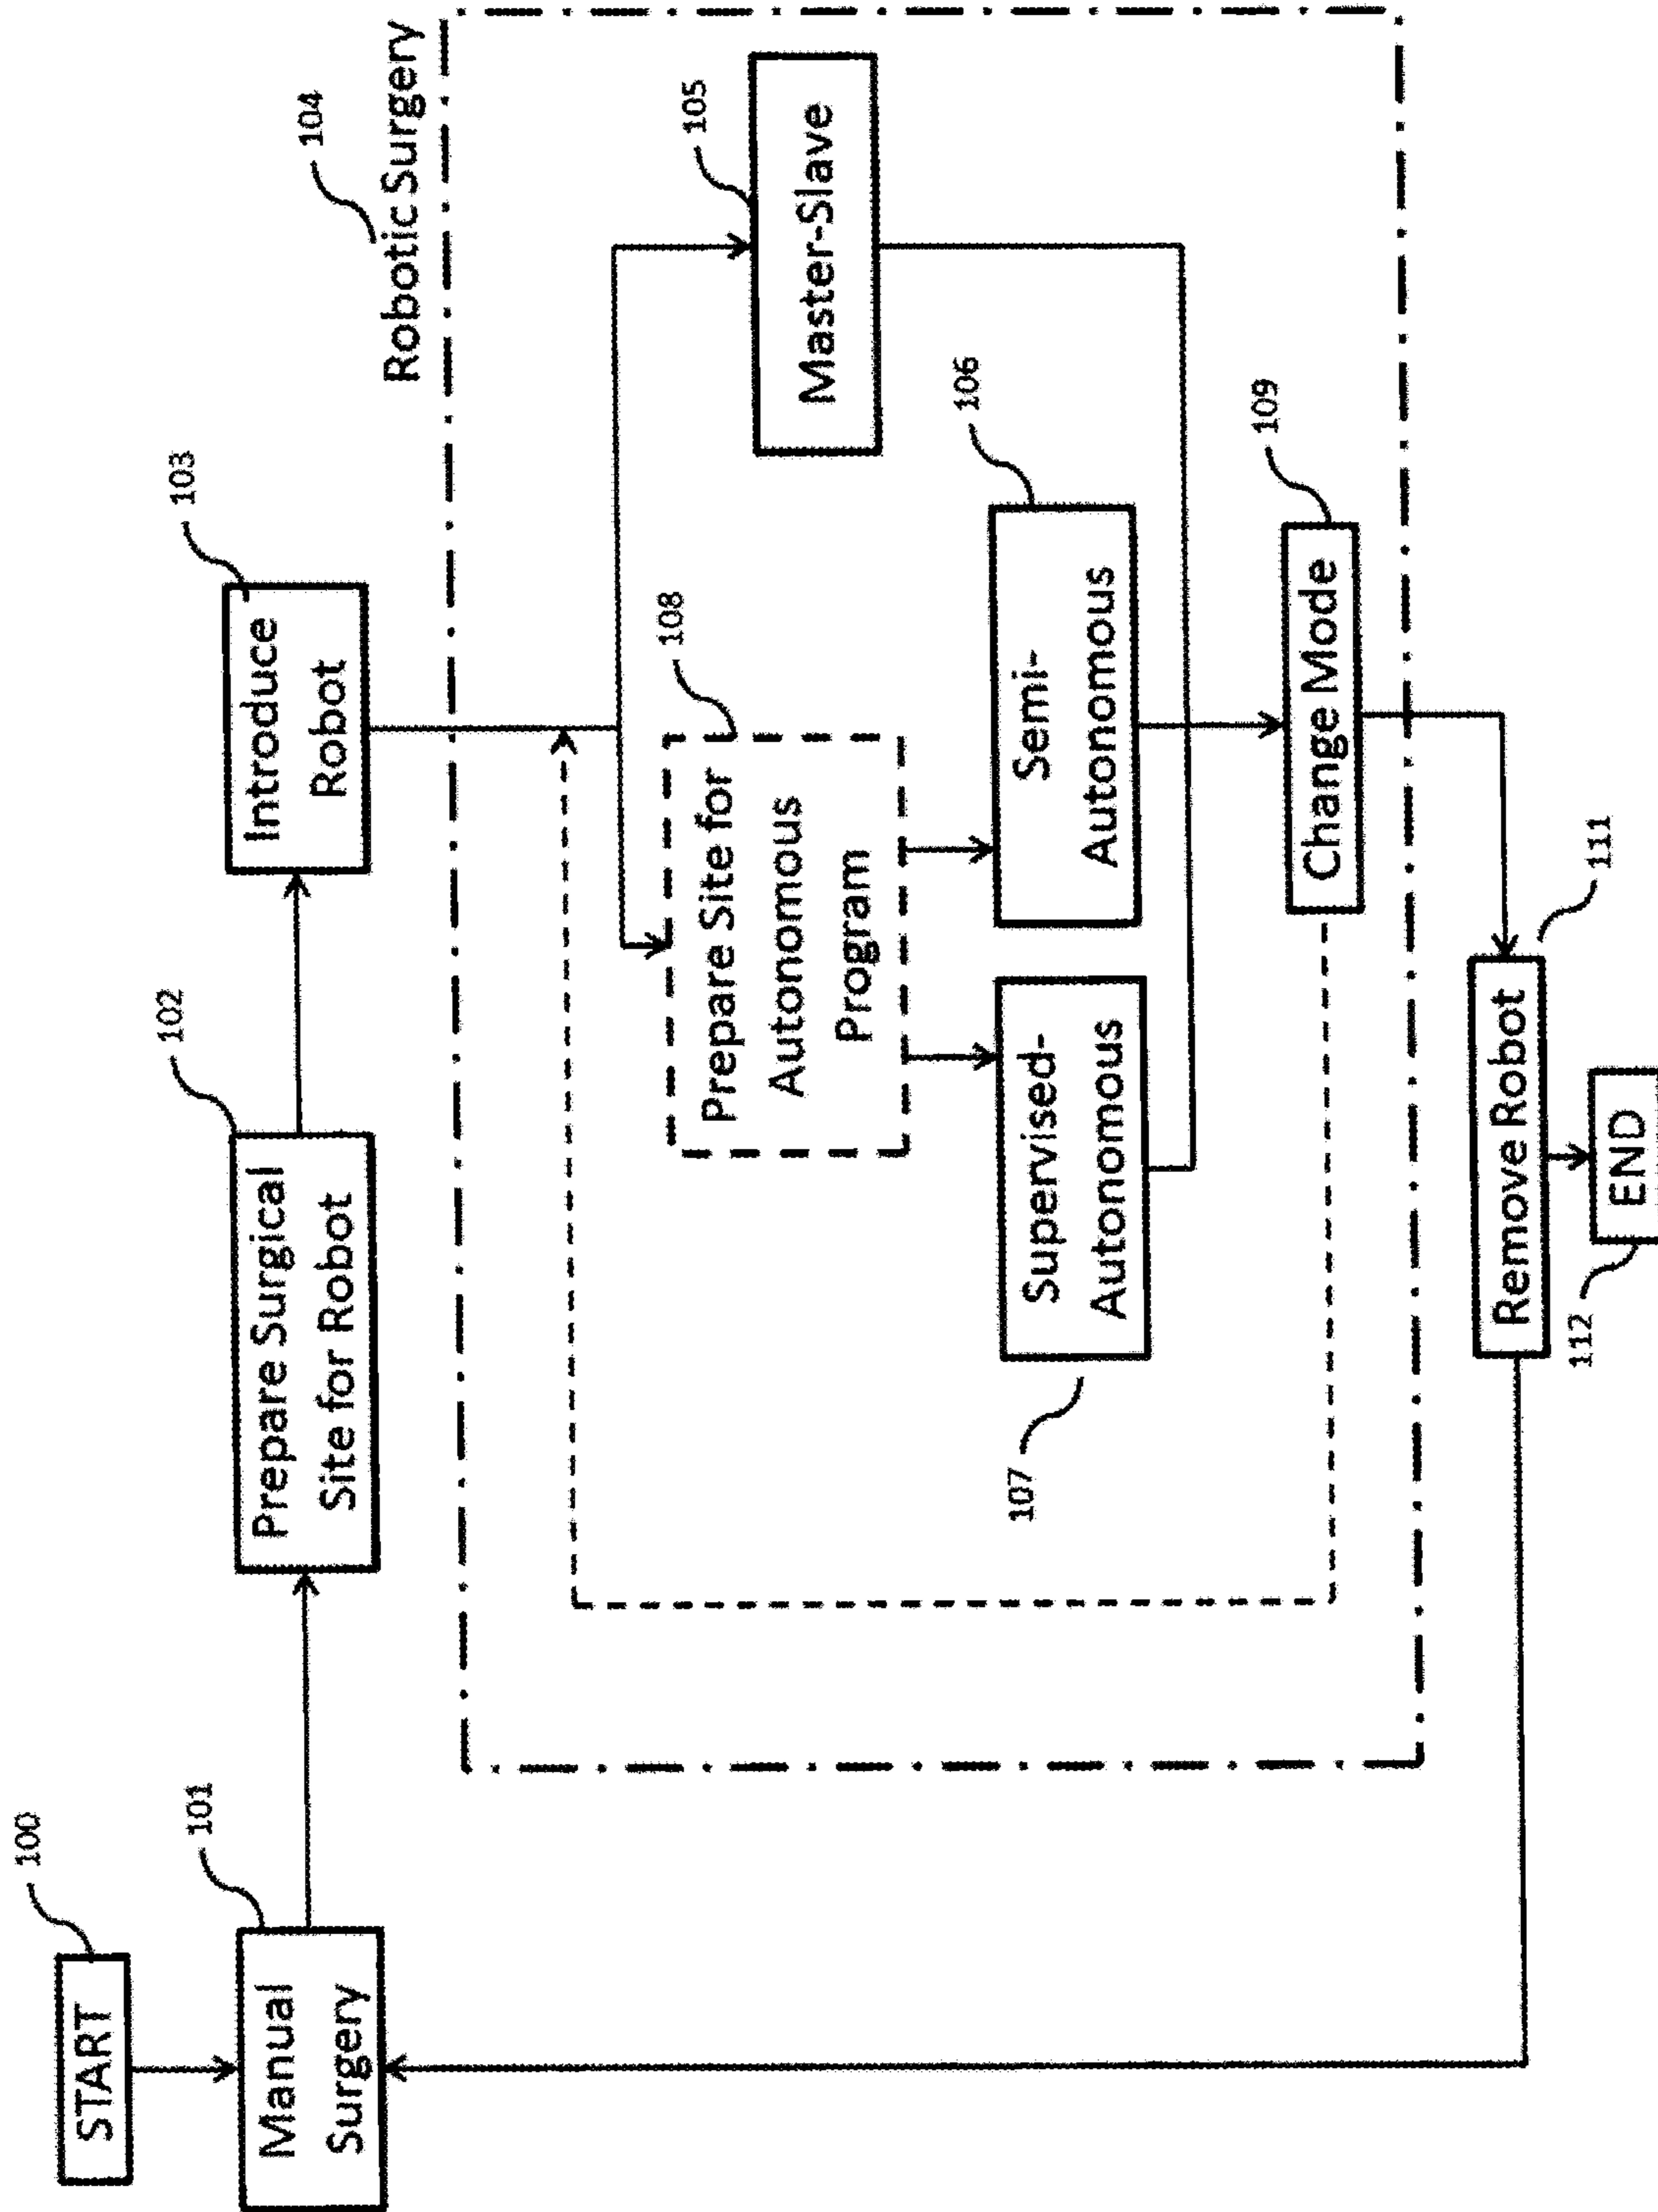 100
START
101
Manual
Surgery
102
Prepare Surgical
Site for Robot
103
Introduce
Robot
104
Robotic Surgery
108
Prepare Site for
Autonomous
Program
105
Master-Slave
107
Supervised-
Autonomous
106
Semi-
Autonomous
109
Change Mode
111
Remove Robot
112
END